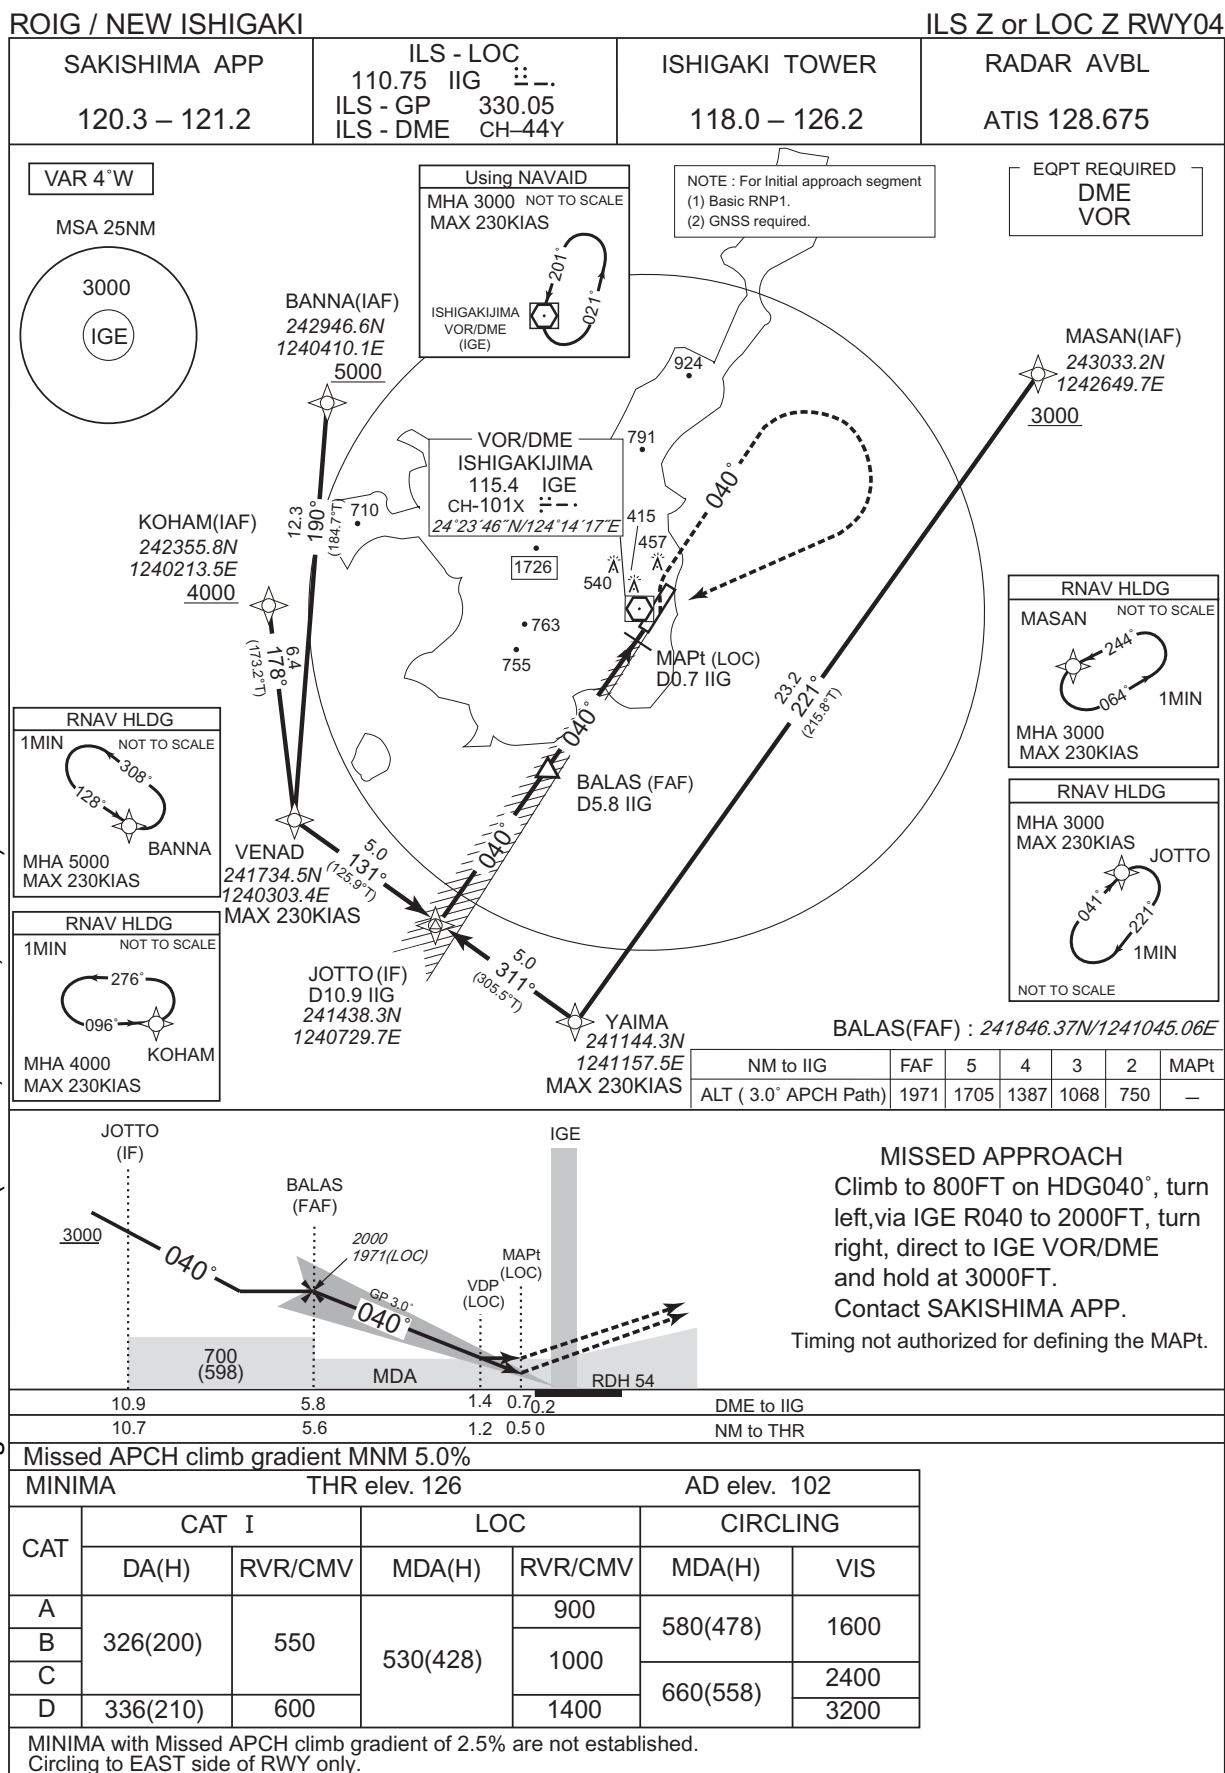 ROIG / NEW ISHIGAKI
ILS Z or LOC Z RWY04
SAKISHIMA APP
120.3 – 121.2
ILS - LOC
110.75 IIG
ILS - GP 330.05
ILS - DME CH–44Y
ISHIGAKI TOWER
118.0 – 126.2
RADAR AVBL
ATIS 128.675
VAR 4°W
MSA 25NM
3000
IGE
Using NAVAID
MHA 3000 NOT TO SCALE
MAX 230KIAS
201°
021°
ISHIGAKIJIMA
VOR/DME
(IGE)
NOTE : For Initial approach segment
(1) Basic RNP1.
(2) GNSS required.
EQPT REQUIRED
DME
VOR
BANNA(IAF)
242946.6N
1240410.1E
5000
MASAN(IAF)
243033.2N
1242649.7E
3000
924
791
VOR/DME
ISHIGAKIJIMA
115.4 IGE
CH-101X
24°23´46˝N/124°14´17˝E
040°
12.3
190°
(184.7°T)
710
415
457
540
1726
763
755
KOHAM(IAF)
242355.8N
1240213.5E
4000
6.4
178°
(173.2°T)
MAPt (LOC)
D0.7 IIG
23.2
221°
(215.8°T)
RNAV HLDG
MASAN NOT TO SCALE
244°
064°
1MIN
MHA 3000
MAX 230KIAS
RNAV HLDG
1MIN NOT TO SCALE
308°
128°
BANNA
MHA 5000
MAX 230KIAS
040°
BALAS (FAF)
D5.8 IIG
RNAV HLDG
MHA 3000
MAX 230KIAS
JOTTO
041°
221°
1MIN
NOT TO SCALE
VENAD
241734.5N
1240303.4E
MAX 230KIAS
5.0
131°
(125.9°T)
040°
RNAV HLDG
1MIN NOT TO SCALE
276°
096°
KOHAM
MHA 4000
MAX 230KIAS
JOTTO (IF)
D10.9 IIG
241438.3N
1240729.7E
5.0
311°
(305.5°T)
YAIMA
241144.3N
1241157.5E
MAX 230KIAS
BALAS(FAF) : 241846.37N/1241045.06E
NM to IIG FAF 5 4 3 2 MAPt
ALT ( 3.0° APCH Path) 1971 1705 1387 1068 750 –
JOTTO
(IF)
IGE
BALAS
(FAF)
3000
040°
2000
1971(LOC)
GP 3.0°
040°
VDP
(LOC)
MAPt
(LOC)
700
(598)
MDA
RDH 54
10.9 5.8 1.4 0.7 0.2 DME to IIG
10.7 5.6 1.2 0.5 0 NM to THR
MISSED APPROACH
Climb to 800FT on HDG040°, turn
left,via IGE R040 to 2000FT, turn
right, direct to IGE VOR/DME
and hold at 3000FT.
Contact SAKISHIMA APP.
Timing not authorized for defining the MAPt.
Missed APCH climb gradient MNM 5.0%
MINIMA THR elev. 126 AD elev. 102
CAT CAT I LOC CIRCLING
DA(H) RVR/CMV MDA(H) RVR/CMV MDA(H) VIS
A 326(200) 550 530(428) 900 580(478) 1600
B 1000
C 660(558) 2400
D 336(210) 600 1400 3200
MINIMA with Missed APCH climb gradient of 2.5% are not established.
Circling to EAST side of RWY only.